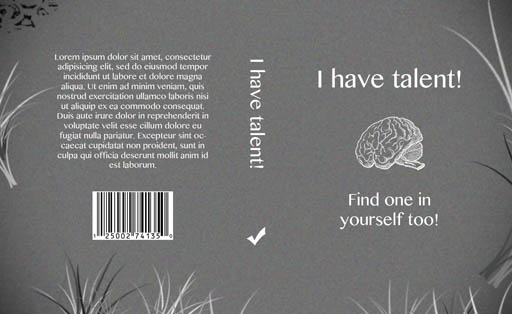 Lorem ipsum dolor sit amet, consectetur
adipisicing elit, sed do eiusmod tempor
incididunt ut labore et dolore magna
aliqua. Ut enim ad minim veniam, quis
nostrud exercitation ullamco laboris nisi
ut aliquip ex ea commodo consequat.
Duis aute irure dolor in reprehenderit in
voluptate velit esse cillum dolore eu
fugiat nulla pariatur. Excepteur sint oc-
caecat cupidatat non proident, sunt in
culpa qui officia deserunt mollit anim id
est laborum.
1 25002 74135 0
I have talent!
I have talent!
Find one in
yourself too!